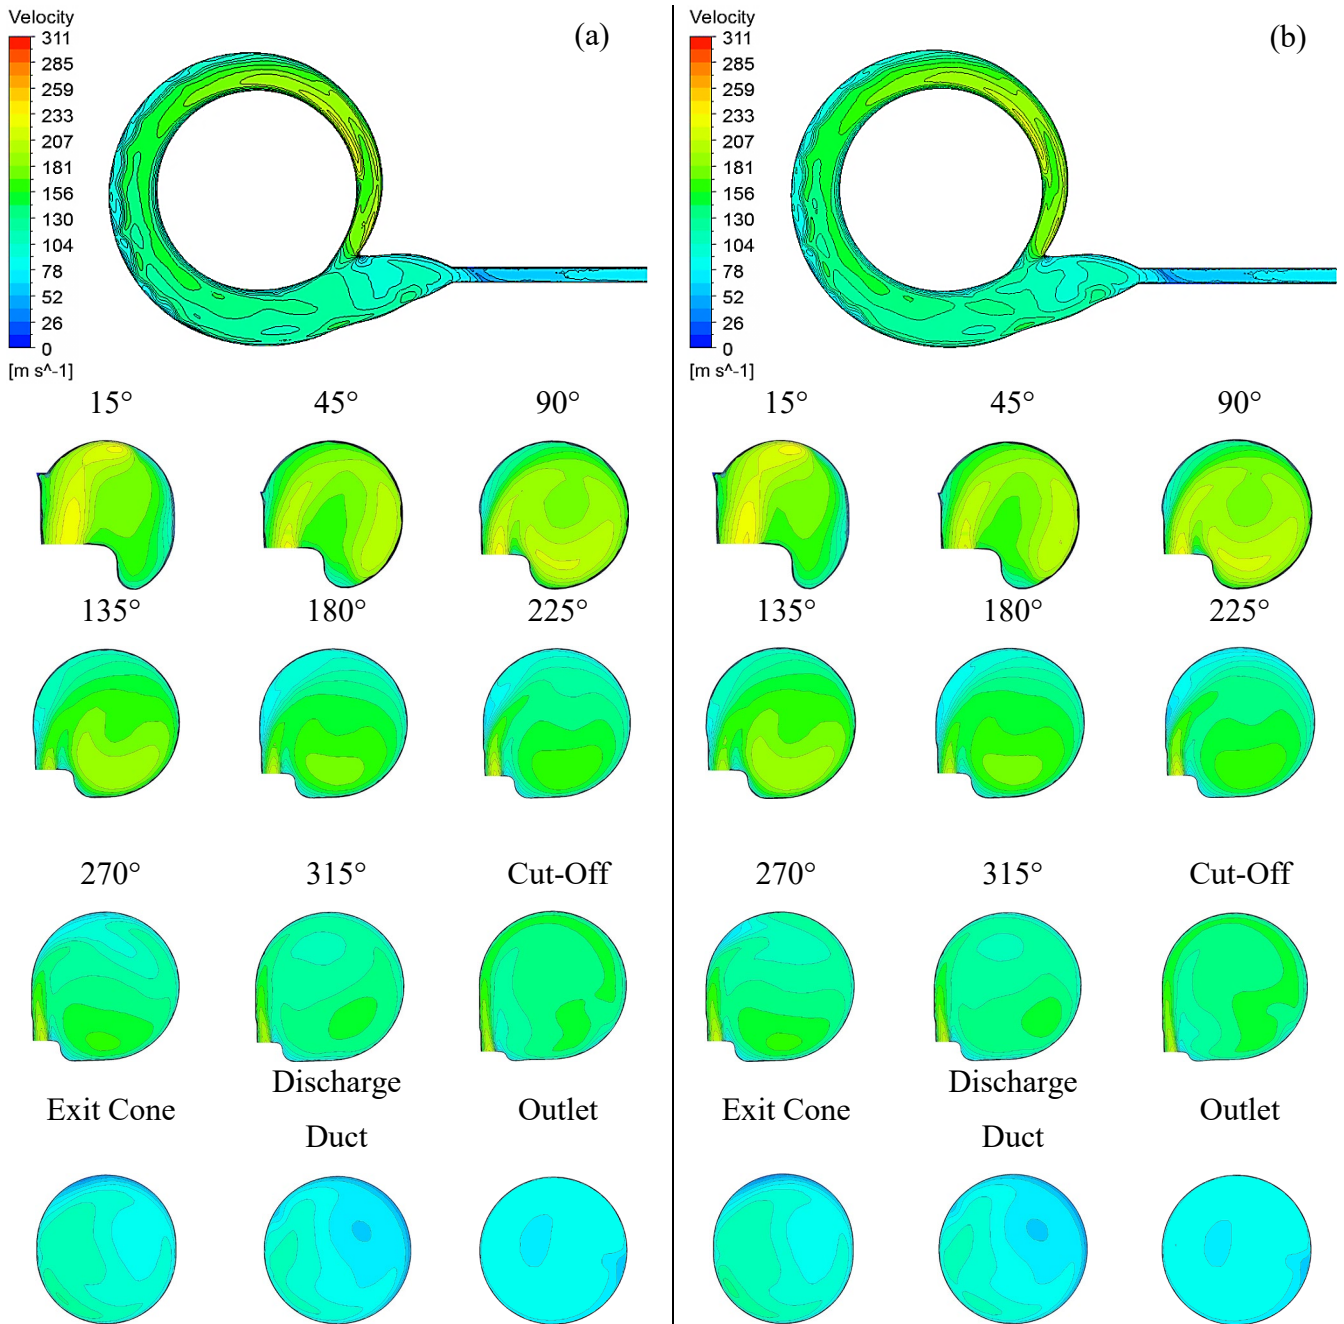 Velocity
(a)
311
285
259
233
207
181
156
130
104
78
52
26
0
[m s^-1]
15° 45° 90°
135° 180° 225°
270° 315° Cut-Off
Exit Cone Discharge Duct Outlet
Velocity
(b)
311
285
259
233
207
181
156
130
104
78
52
26
0
[m s^-1]
15° 45° 90°
135° 180° 225°
270° 315° Cut-Off
Exit Cone Discharge Duct Outlet